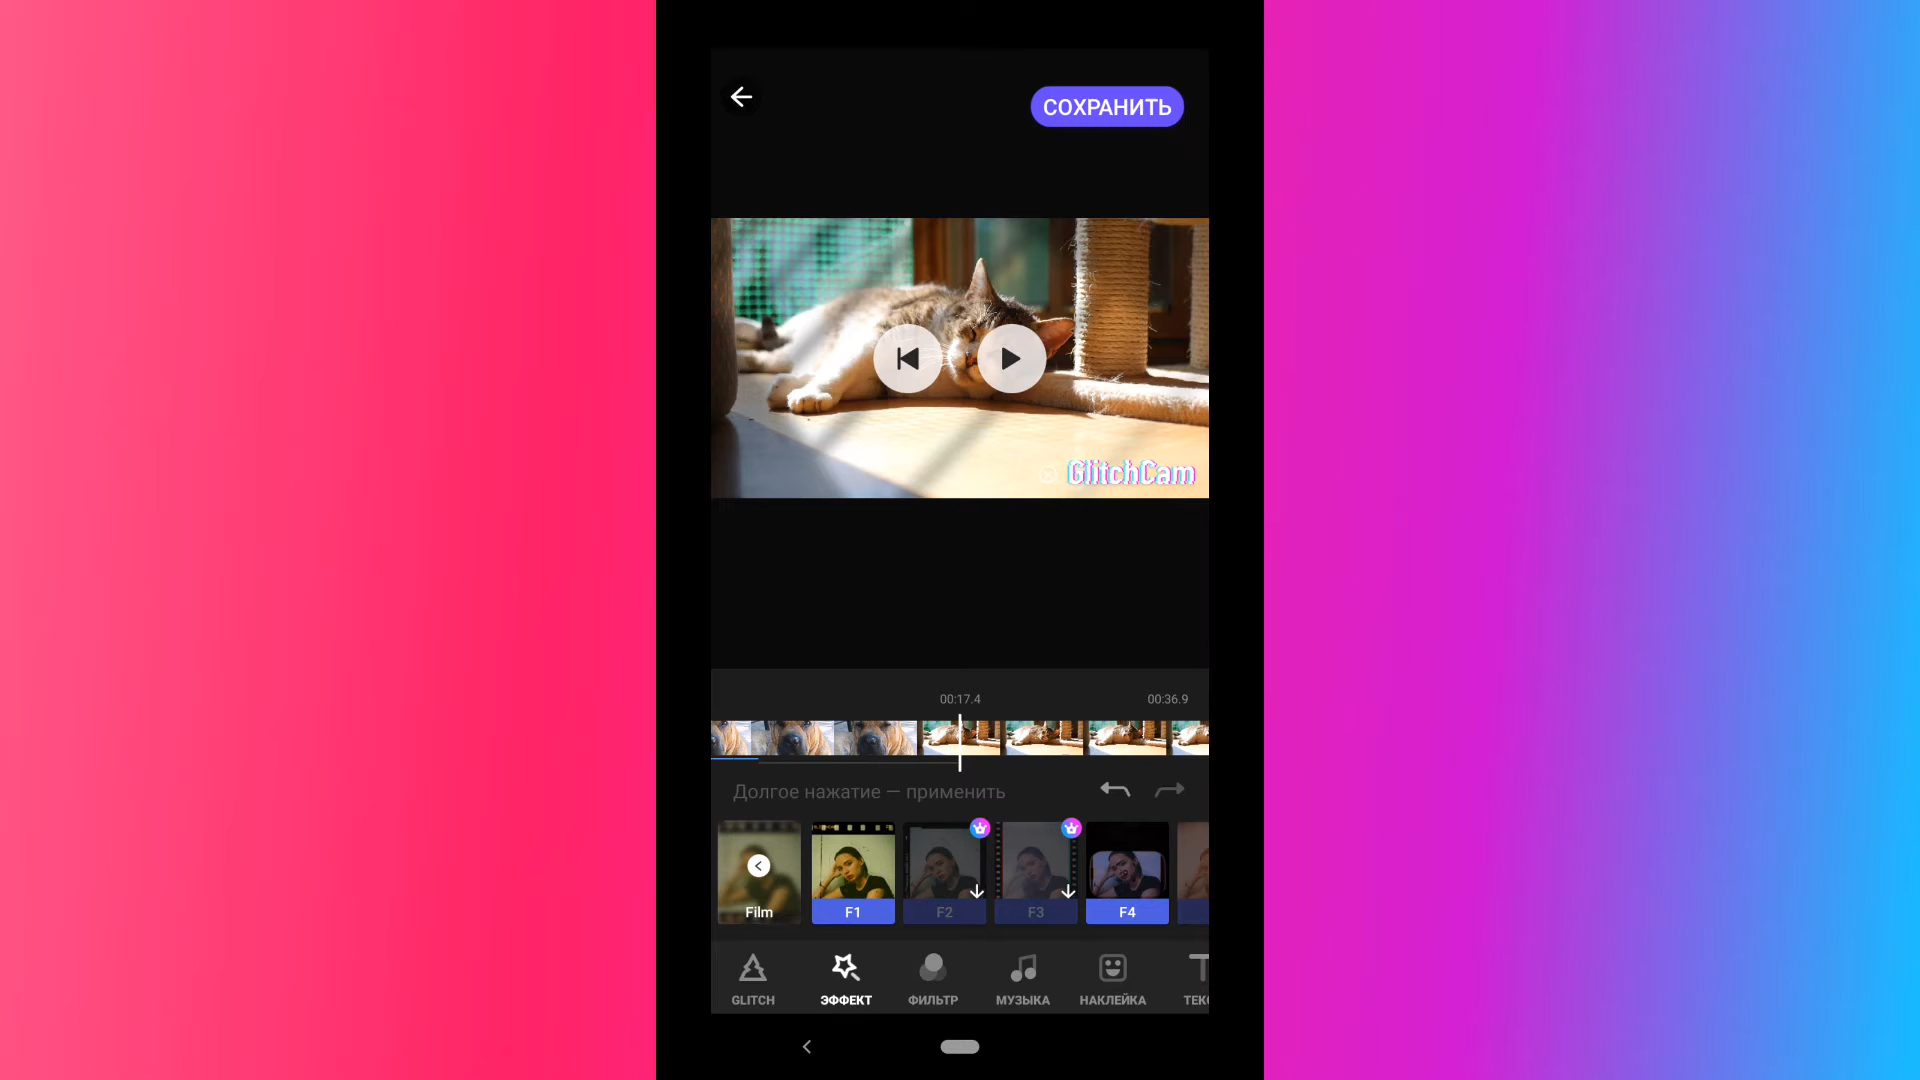 СОХРАНИТЬ
GlitchCam
00:17.4
00:36.9
Долгое нажатие — применить
Film
F1
F2
F3
F4
GLITCH
ЭФФЕКТ
ФИЛЬТР
МУЗЫКА
НАКЛЕЙКА